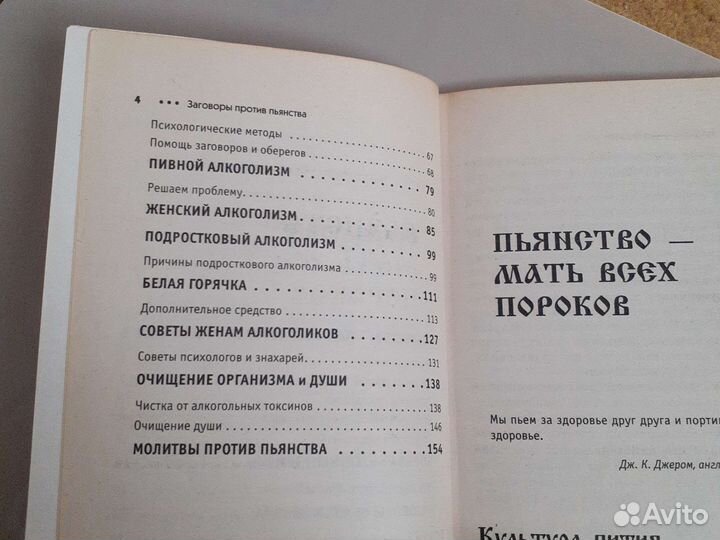 4 ••• Заговоры против пьянства
Психологические методы . . . . . . . . . . . . . . . . . 67
Помощь заговоров и оберегов . . . . . . . . . . . . . . 68
ПИВНОЙ АЛКОГОЛИЗМ . . . . . . . . . . . . 79
Решаем проблему. . . . . . . . . . . . . . . . . . . . 80
ЖЕНСКИЙ АЛКОГОЛИЗМ. . . . . . . . . . . . 85
ПОДРОСТКОВЫЙ АЛКОГОЛИЗМ . . . . . . . . 99
Причины подросткового алкоголизма . . . . . . . . . . 99
БЕЛАЯ ГОРЯЧКА . . . . . . . . . . . . . . . . 111
Дополнительное средство . . . . . . . . . . . . . . . . 113
СОВЕТЫ ЖЕНАМ АЛКОГОЛИКОВ . . . . . . . 127
Советы психологов и знахарей. . . . . . . . . . . . . . 131
ОЧИЩЕНИЕ ОРГАНИЗМА и ДУШИ . . . . . . 138
Чистка от алкогольных токсинов . . . . . . . . . . . . 138
Очищение души . . . . . . . . . . . . . . . . . . . . . 146
МОЛИТВЫ ПРОТИВ ПЬЯНСТВА . . . . . . . . 154
ПЬЯНСТВО —
МАТЬ ВСЕХ
ПОРОКОВ
Мы пьем за здоровье друг друга и порти
здоровье.
Дж. К. Джером, англ
Культура пития
Avito